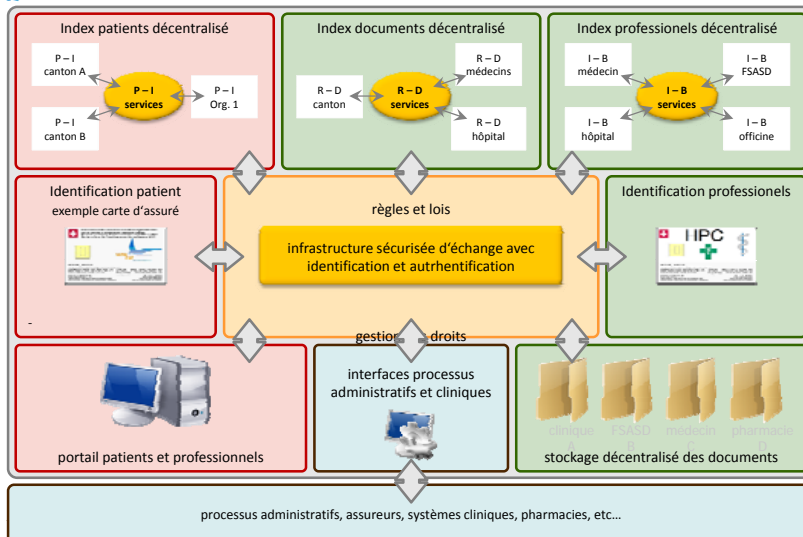 Index patients décentralisé
P – I
canton A
P – I
services
P – I
Org. 1
P – I
canton B
Index documents décentralisé
R – D
médecins
R – D
canton
R – D
services
R – D
hôpital
Index professionels décentralisé
I – B
médecin
I – B
FSASD
I – B
services
I – B
hôpital
I – B
officine
Identification patient
exemple carte d'assuré
-
règles et lois
infrastructure sécurisée d'échange avec
identification et autrhentification
gestion droits
Identification professionels
HPC
portail patients et professionnels
interfaces processus
administratifs et cliniques
clinique
A
FSASD
B
médecin
C
pharmacie
D
stockage décentralisé des documents
processus administratifs, assureurs, systèmes cliniques, pharmacies, etc…